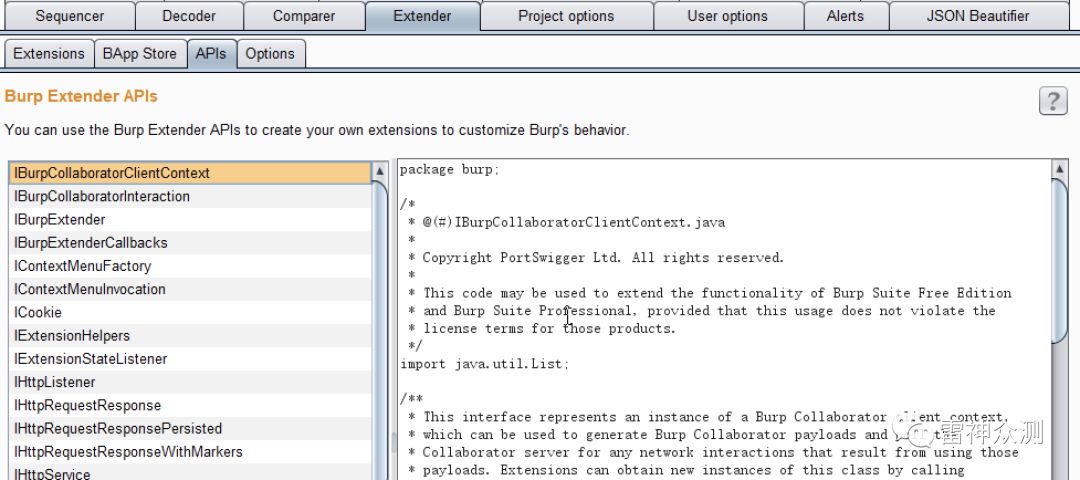 Sequencer Decoder Comparer Extender Project options User options Alerts JSON Beautifier
Extensions BApp Store APIs Options
Burp Extender APIs
?
You can use the Burp Extender APIs to create your own extensions to customize Burp's behavior.
IBurpCollaboratorClientContext
IBurpCollaboratorInteraction
IBurpExtender
IBurpExtenderCallbacks
IContextMenuFactory
IContextMenuInvocation
ICookie
IExtensionHelpers
IExtensionStateListener
IHttpListener
IHttpRequestResponse
IHttpRequestResponsePersisted
IHttpRequestResponseWithMarkers
IHttpService
package burp;
/*
* @(#)IBurpCollaboratorClientContext.java
*
* Copyright PortSwigger Ltd. All rights reserved.
*
* This code may be used to extend the functionality of Burp Suite Free Edition
* and Burp Suite Professional, provided that this usage does not violate the
* license terms for those products.
*/
import java.util.List;
/**
* This interface represents an instance of a Burp Collaborator client context,
* which can be used to generate Burp Collaborator payloads and
* Collaborator server for any network interactions that result from using those
* payloads. Extensions can obtain new instances of this class by calling
雷神众测